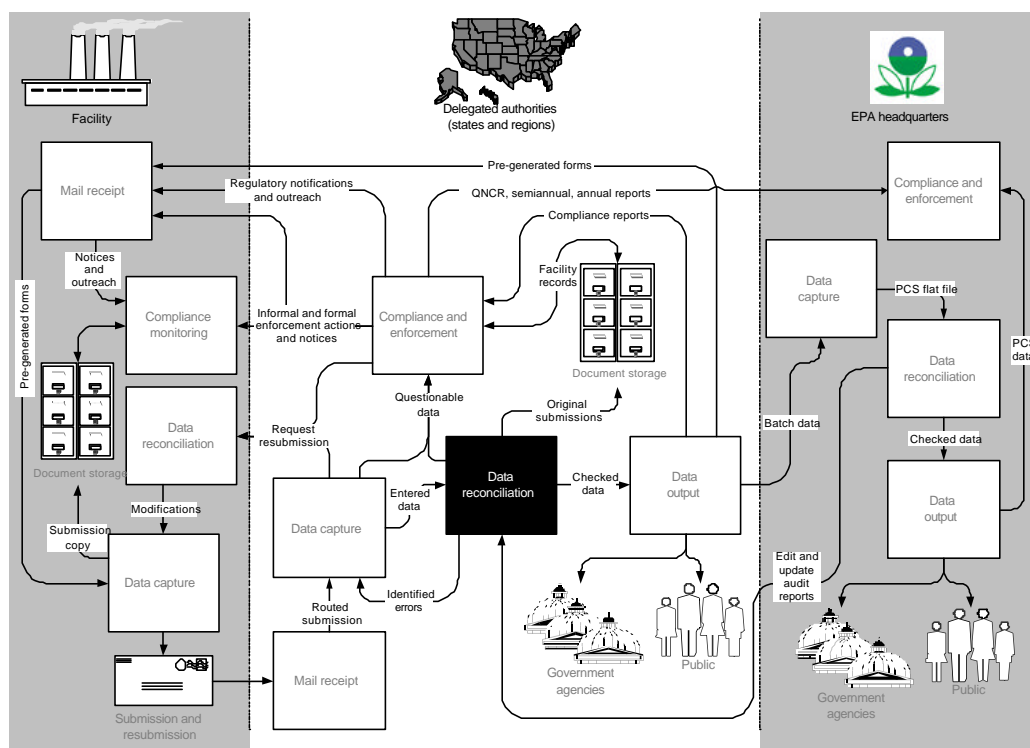 Facility
Delegated authorities
(states and regions)
EPA headquarters
Mail receipt
Pre-generated forms
Regulatory notifications
and outreach
QNCR, semiannual, annual reports
Compliance and
enforcement
Compliance reports
Notices
and
outreach
Facility
records
Data
capture
PCS flat file
Pre-generated forms
Compliance
monitoring
Informal and formal
enforcement actions
and notices
Compliance and
enforcement
Document storage
Data
reconciliation
PCS
data
Questionable
data
Original
submissions
Batch data
Data
reconciliation
Request
resubmission
Checked data
Document storage
Data
reconciliation
Checked
data
Data
output
Data
output
Modifications
Entered
data
Submission
copy
Data capture
Data capture
Edit and
update
audit
reports
Identified
errors
Routed
submission
Mail receipt
Government
agencies
Public
Government
agencies
Public
Submission and
resubmission